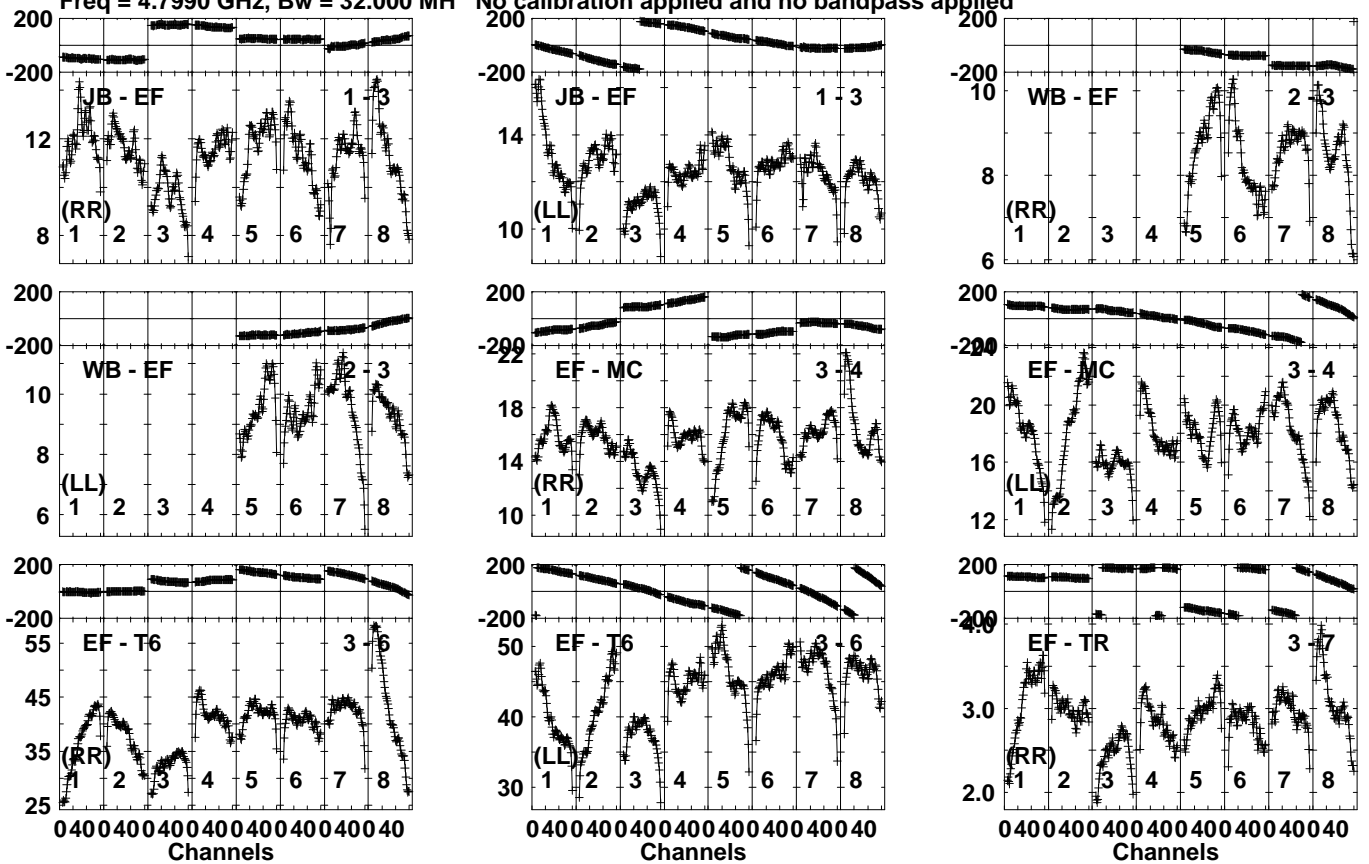 Freq = 4.7990 GHz, Bw = 32.000 MH No calibration applied and no bandpass applied
200
-200
JB - EF 1 - 3
12
8
(RR)
1 2 3 4 5 6 7 8
200
-200
JB - EF 1 - 3
14
10
(LL)
1 2 3 4 5 6 7 8
200
-200
10
WB - EF 2 - 3
8
6
(RR)
1 2 3 4 5 6 7 8
200
-200
WB - EF 2 - 3
10
8
6
(LL)
1 2 3 4 5 6 7 8
200
-200
22
EF - MC 3 - 4
18
14
10
(RR)
1 2 3 4 5 6 7 8
200
-200
24
EF - MC 3 - 4
20
16
12
(LL)
1 2 3 4 5 6 7 8
200
-200
55
EF - T6 3 - 6
45
35
25
(RR)
1 2 3 4 5 6 7 8
0 40 0 40 0 40 0 40 0 40 0 40 0 40 0 40
Channels
200
-200
50
EF - T6 3 - 6
40
30
(LL)
1 2 3 4 5 6 7 8
0 40 0 40 0 40 0 40 0 40 0 40 0 40 0 40
Channels
200
-200
4.0
EF - TR 3 - 7
3.0
2.0
(RR)
1 2 3 4 5 6 7 8
0 40 0 40 0 40 0 40 0 40 0 40 0 40 0 40
Channels